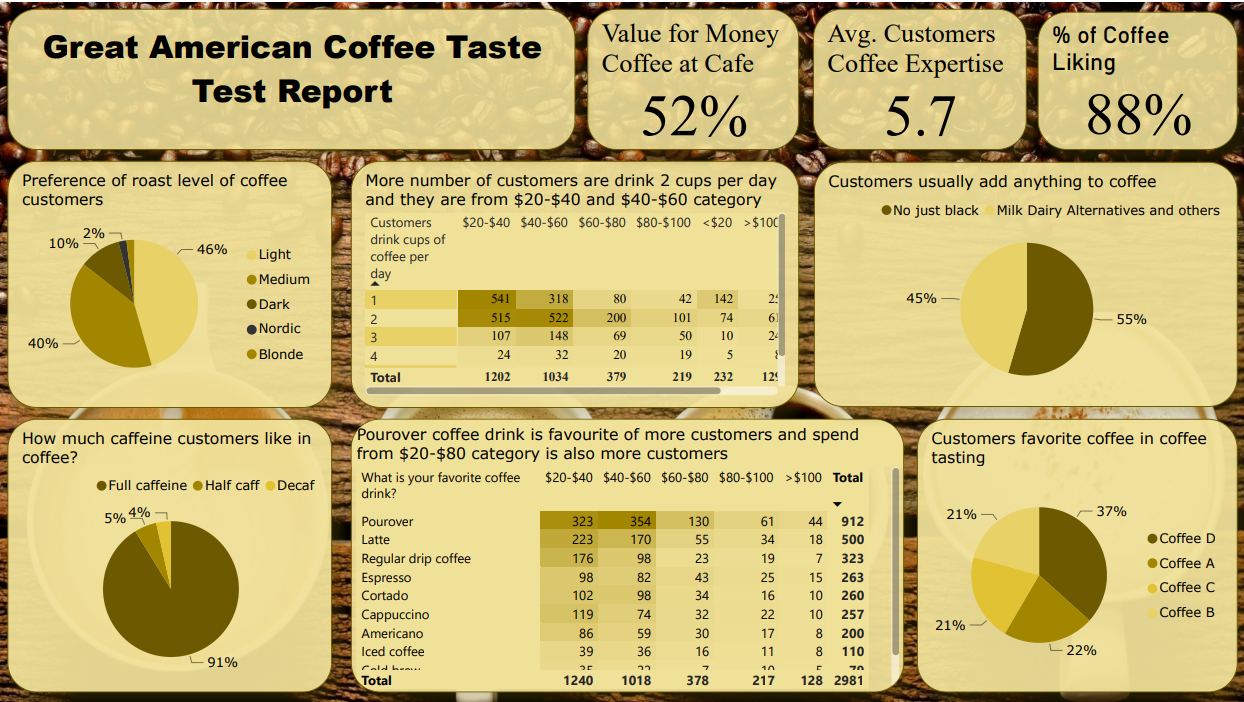 Great American Coffee Taste
Test Report
Value for Money
Coffee at Cafe
52%
Avg. Customers
Coffee Expertise
5.7
% of Coffee
Liking
88%
Preference of roast level of coffee
customers
2%
10%
46%
40%
Light
Medium
Dark
Nordic
Blonde
More number of customers are drink 2 cups per day
and they are from $20-$40 and $40-$60 category
Customers drink cups of coffee per day $20-$40 $40-$60 $60-$80 $80-$100 <$20 >$100
1 541 318 80 42 142
2 515 522 200 101 74
3 107 148 69 50 10
4 24 32 20 19 5
Total 1202 1034 379 219 232
Customers usually add anything to coffee
No just black Milk Dairy Alternatives and others
45%
55%
How much caffeine customers like in
coffee?
Full caffeine Half caff Decaf
5% 4%
91%
Pourover coffee drink is favourite of more customers and spend
from $20-$80 category is also more customers
What is your favorite coffee drink? $20-$40 $40-$60 $60-$80 $80-$100 >$100 Total
Pourover 323 354 130 61 44 912
Latte 223 170 55 34 18 500
Regular drip coffee 176 98 23 19 7 323
Espresso 98 82 43 25 15 263
Cortado 102 98 34 16 10 260
Cappuccino 119 74 32 22 10 257
Americano 86 59 30 17 8 200
Iced coffee 39 36 16 11 8 110
Total 1240 1018 378 217 128 2981
Customers favorite coffee in coffee
tasting
21%
37%
21%
22%
Coffee D
Coffee A
Coffee C
Coffee B